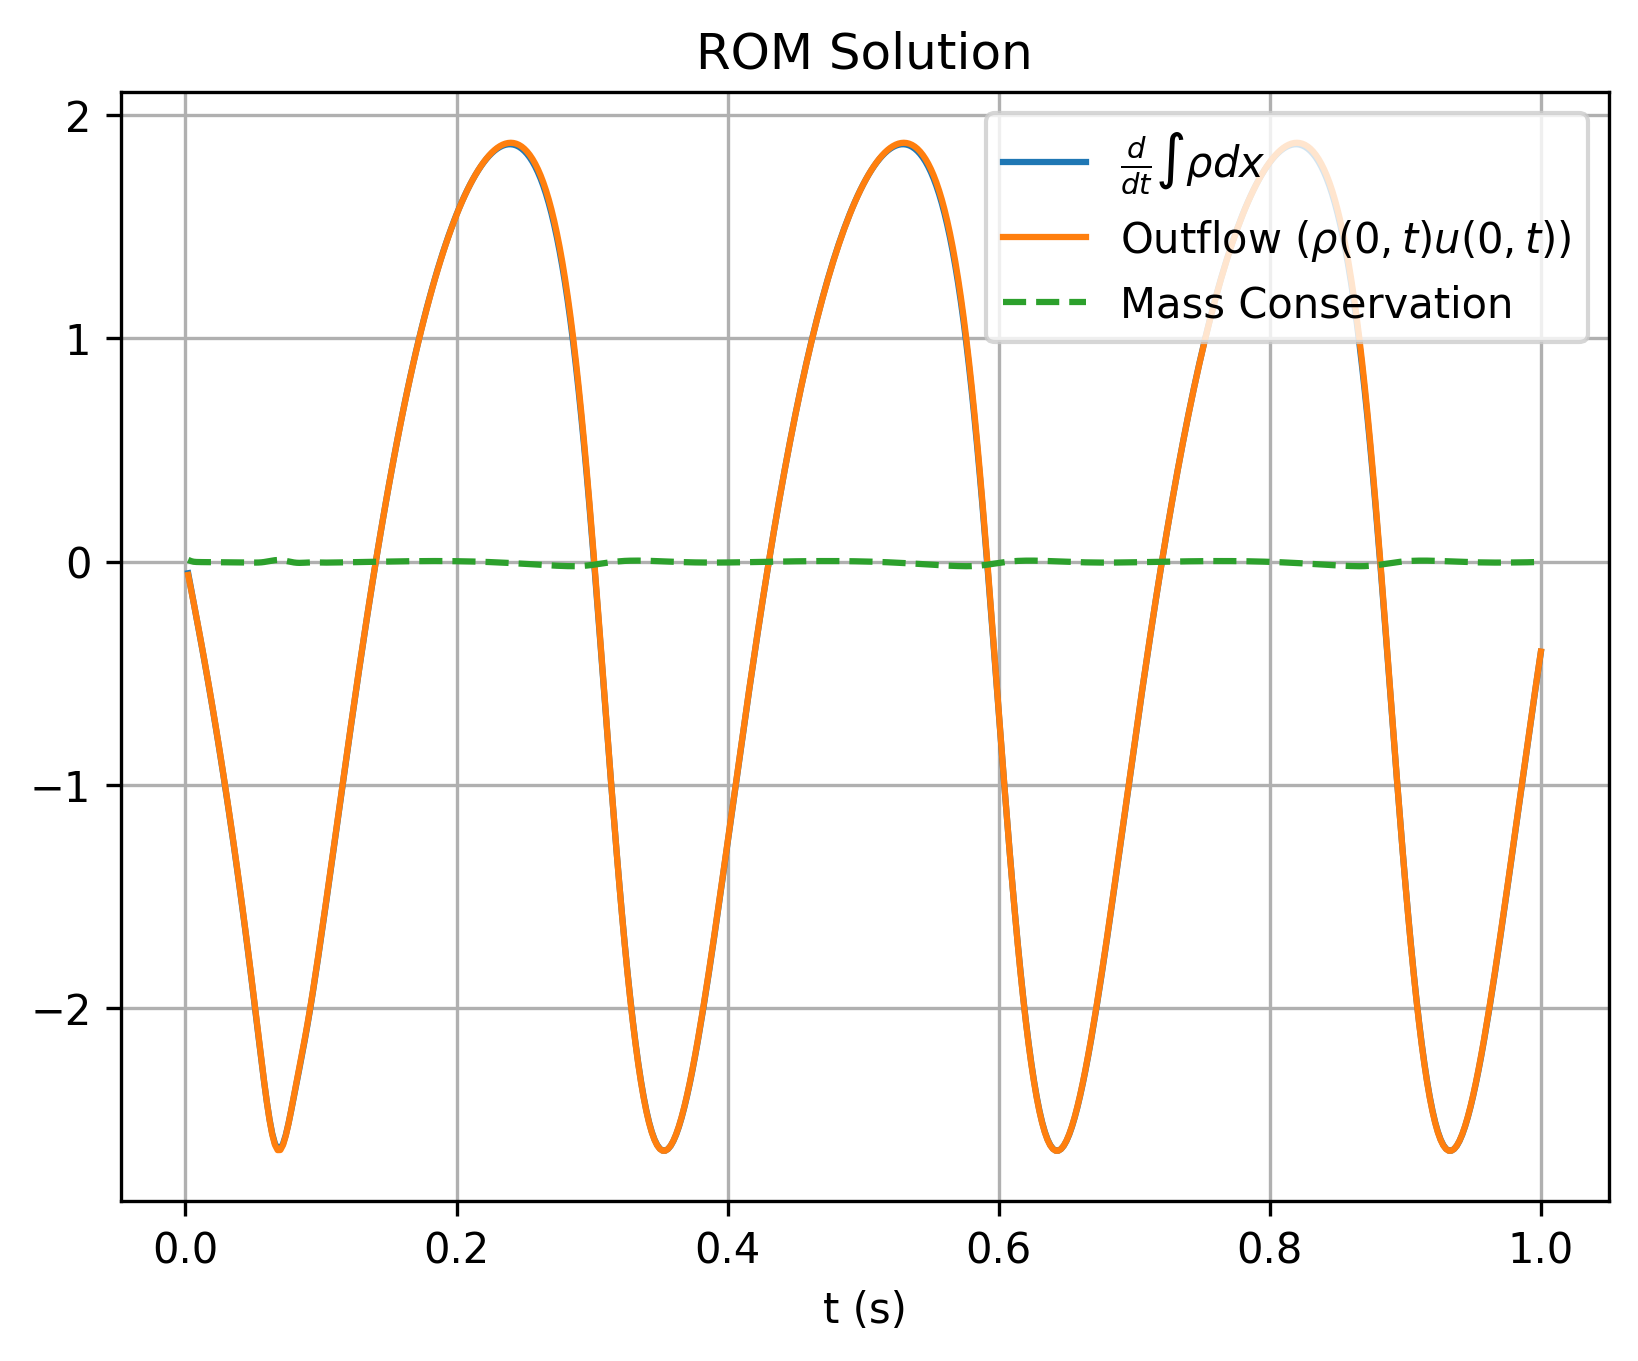 ROM Solution
2
1
0
−1
−2
d/dt ∫ρdx
Outflow (ρ(0, t)u(0, t))
Mass Conservation
0.0 0.2 0.4 0.6 0.8 1.0
t (s)